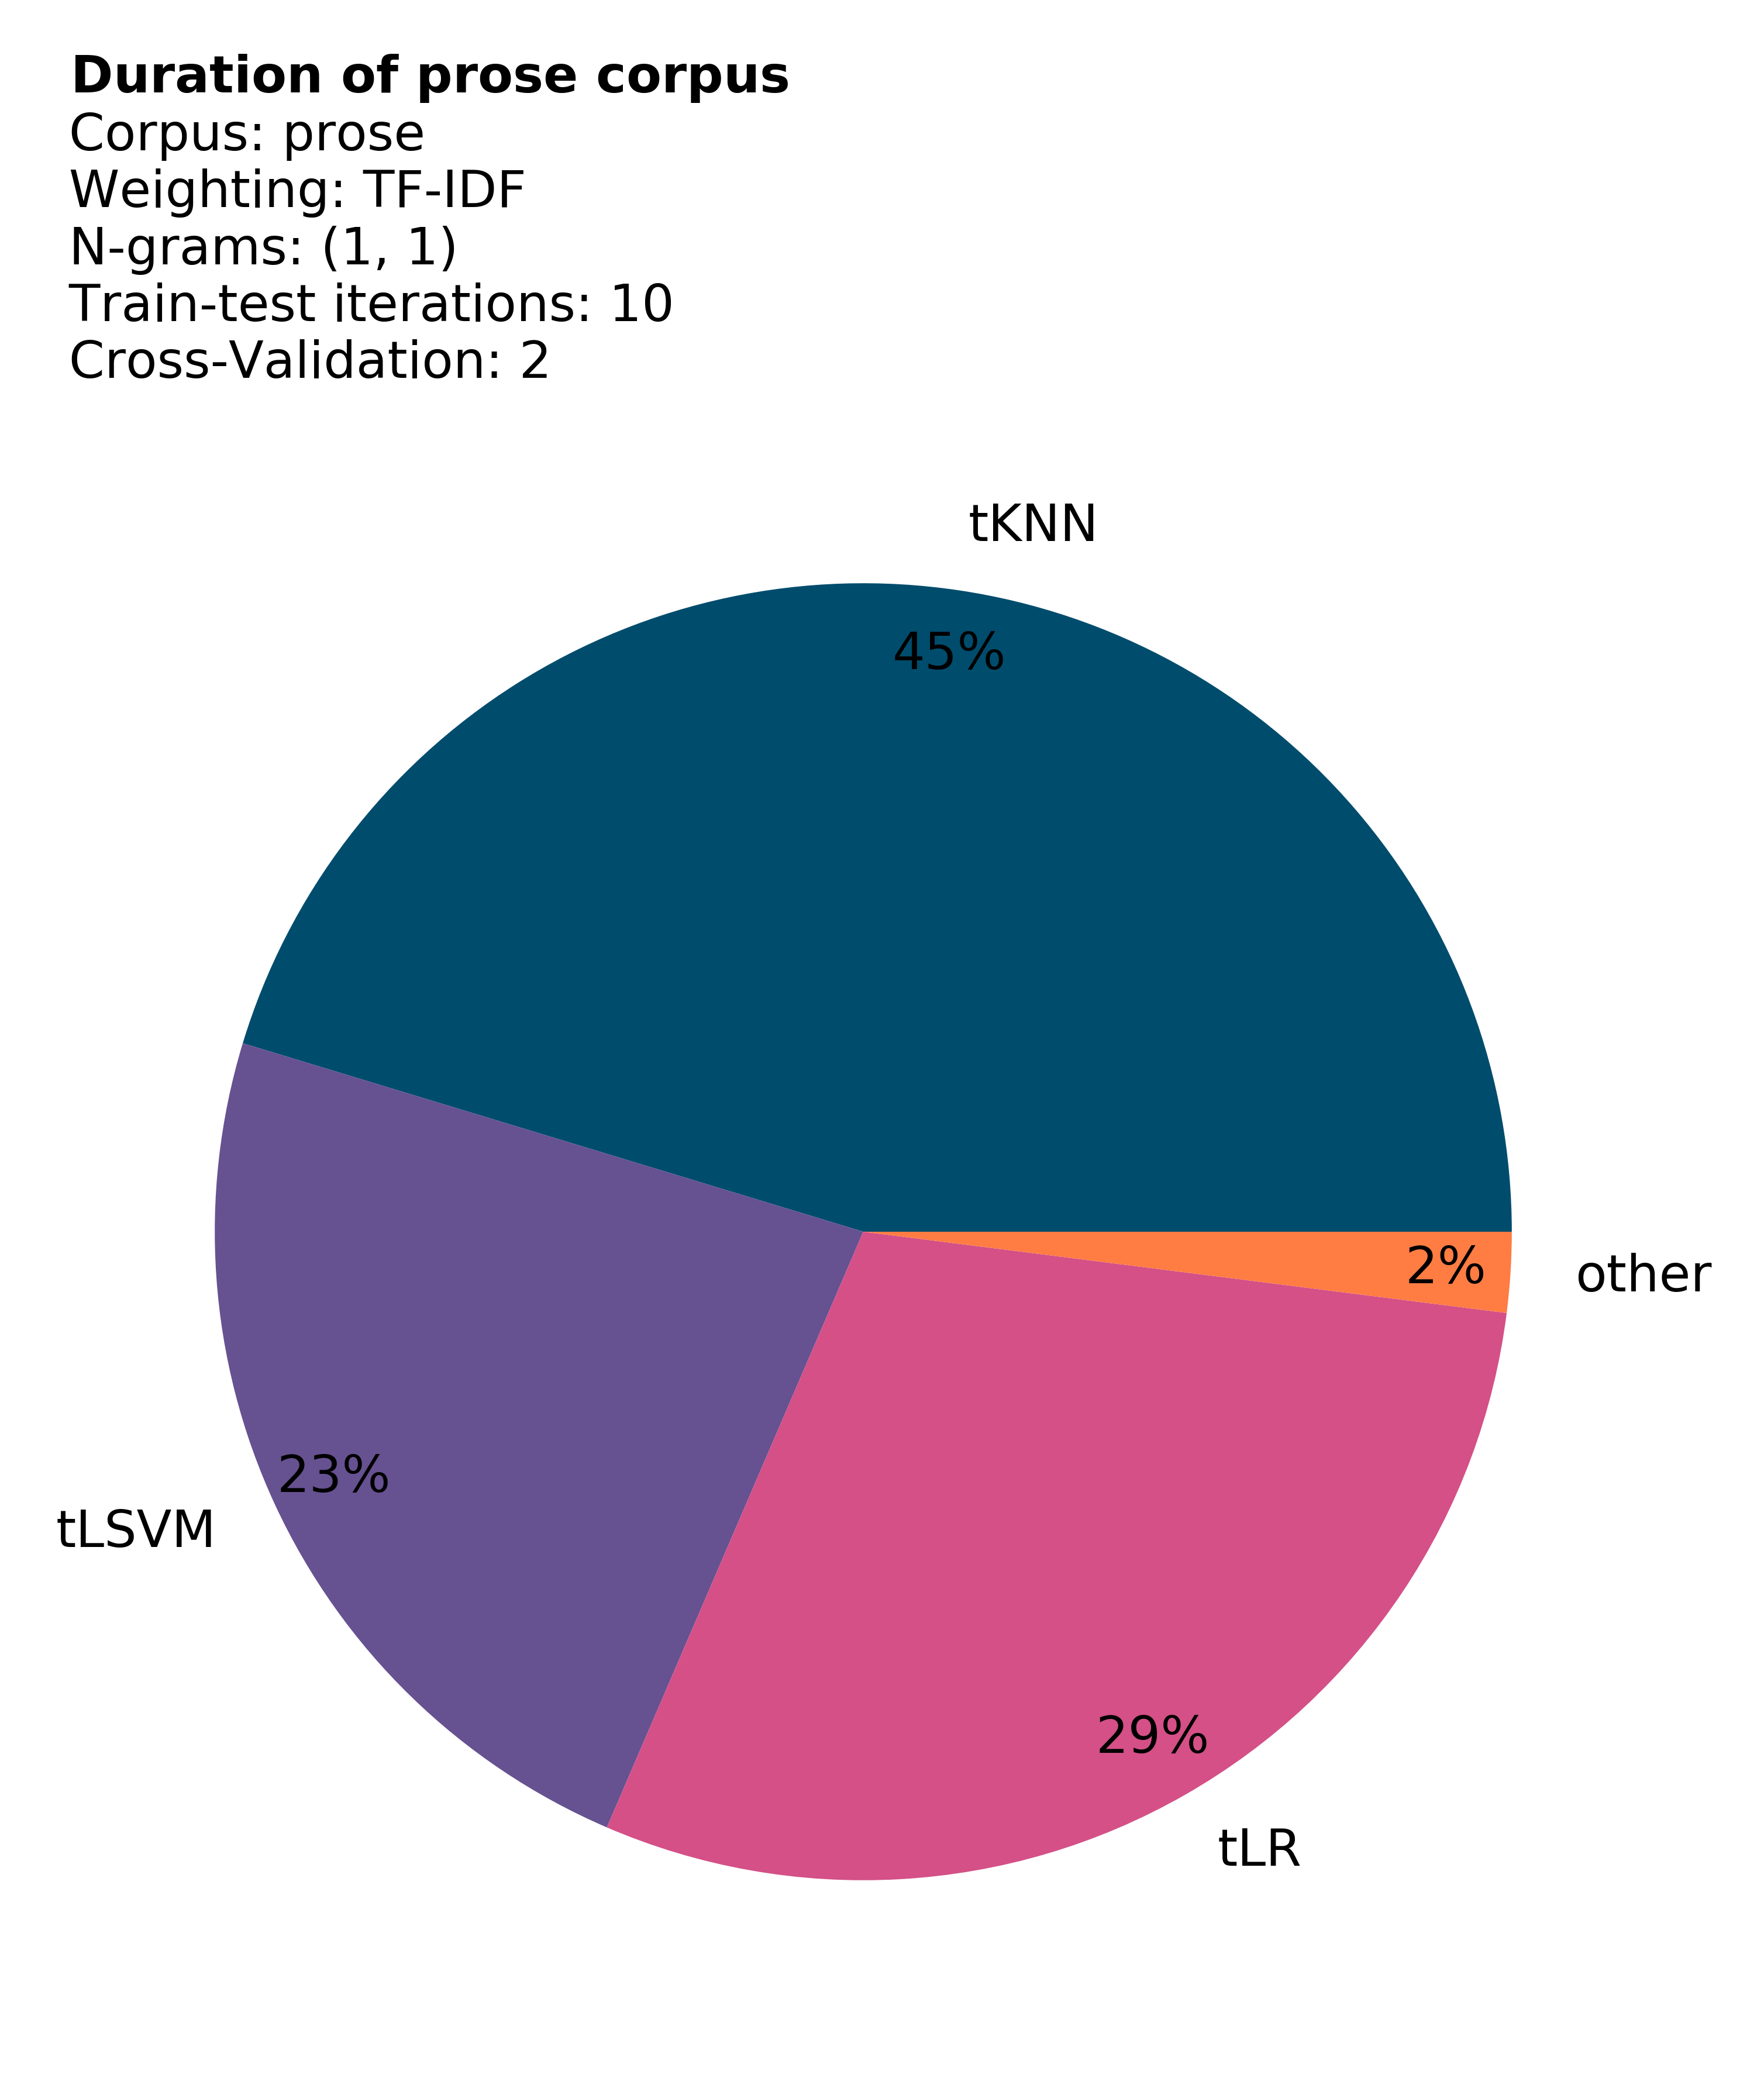 Duration of prose corpus
Corpus: prose
Weighting: TF-IDF
N-grams: (1, 1)
Train-test iterations: 10
Cross-Validation: 2
tKNN
45%
2%
other
23%
tLSVM
29%
tLR